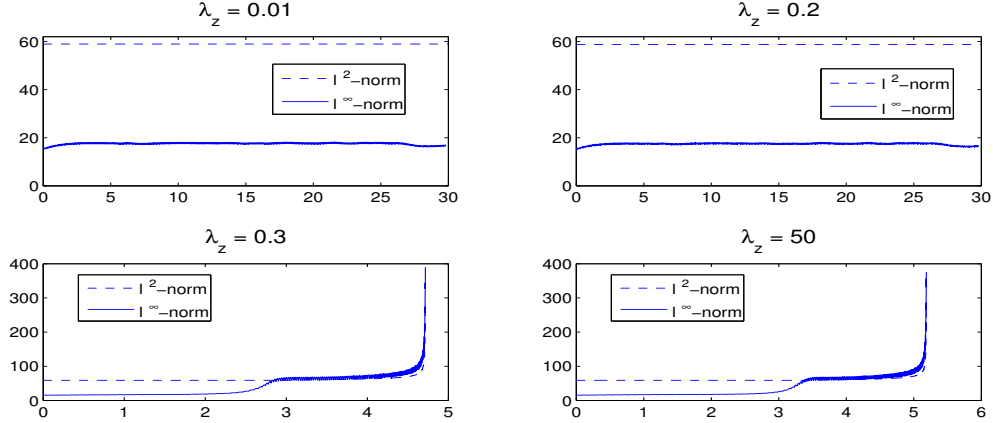 λz = 0.01
60
40
20
0
l 2−norm
l ∞−norm
0 5 10 15 20 25 30
λz = 0.2
60
40
20
0
l 2−norm
l ∞−norm
0 5 10 15 20 25 30
λz = 0.3
400
300
200
100
0
l 2−norm
l ∞−norm
0 1 2 3 4 5
λz = 50
400
300
200
100
0
l 2−norm
l ∞−norm
0 1 2 3 4 5 6